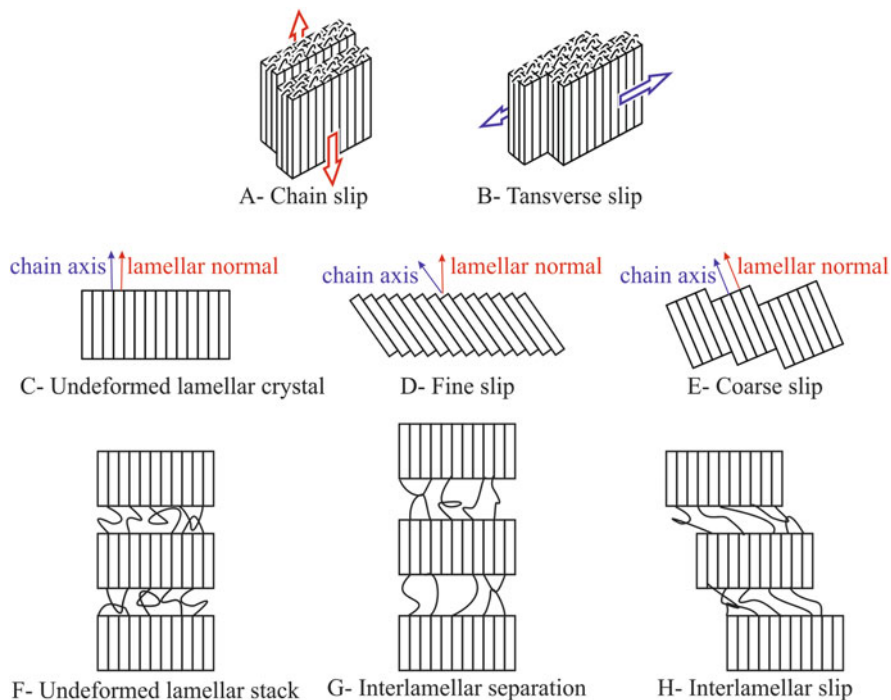 A- Chain slip
B- Tansverse slip
chain axis
lamellar normal
chain axis
lamellar normal
chain axis
lamellar normal
C- Undeformed lamellar crystal
D- Fine slip
E- Coarse slip
F- Undeformed lamellar stack
G- Interlamellar separation
H- Interlamellar slip